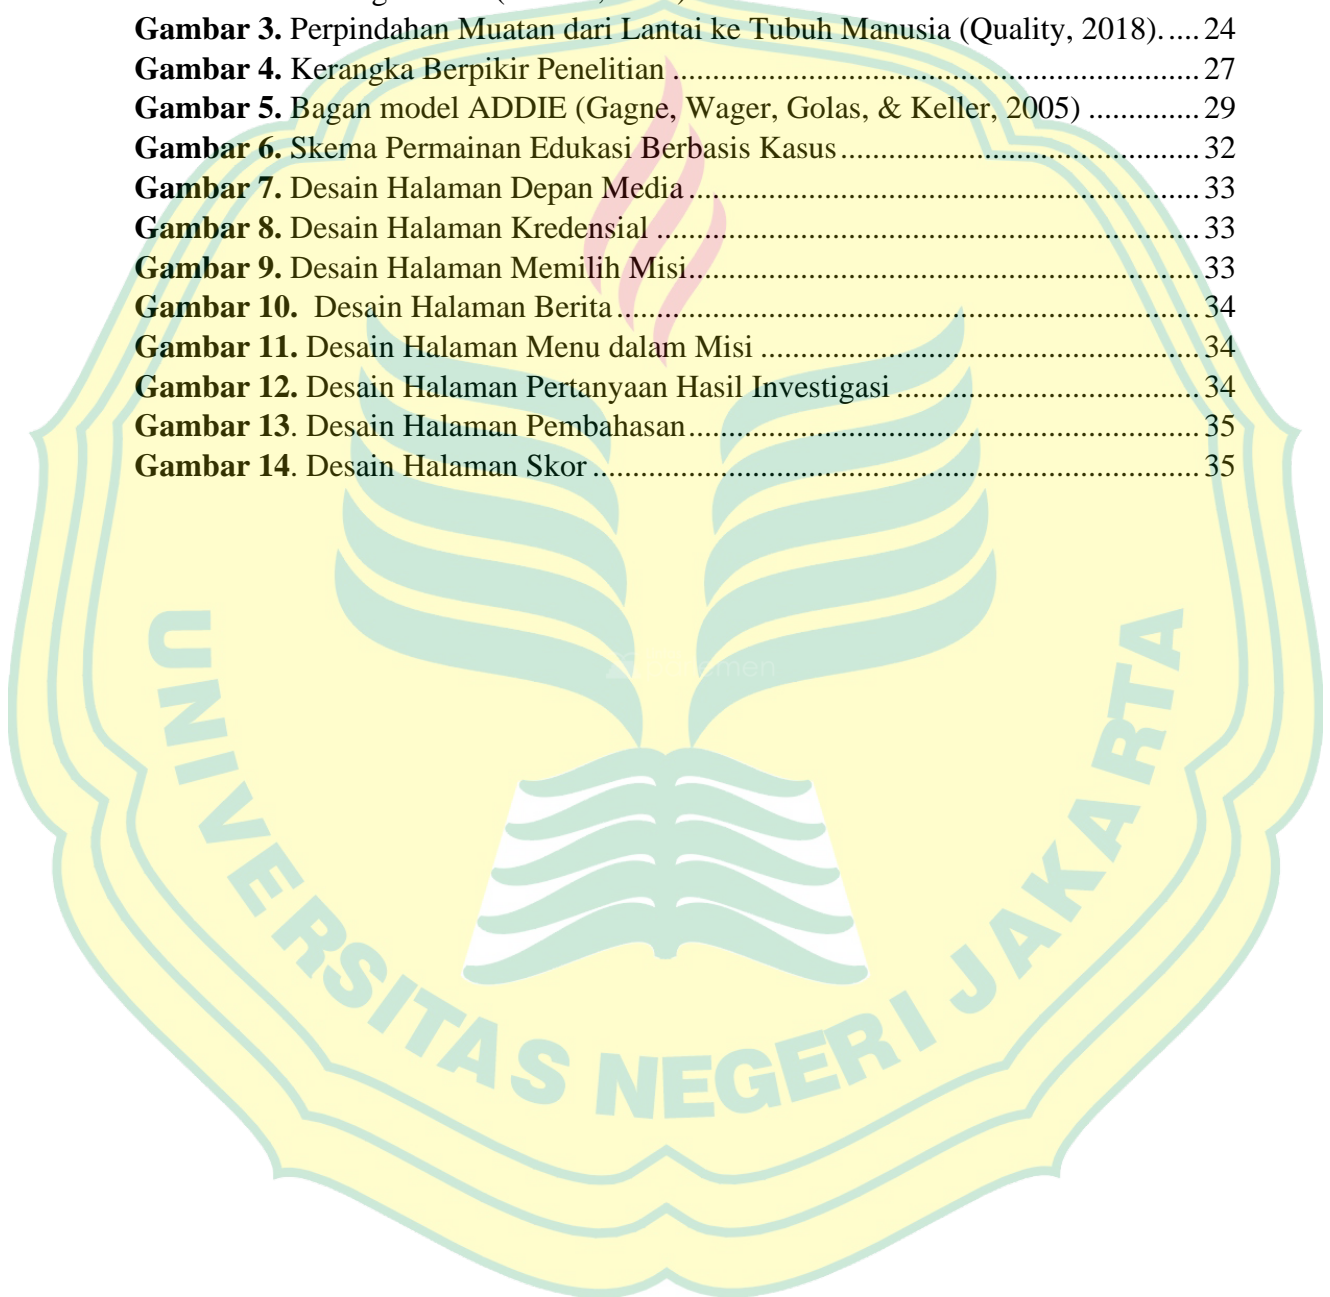 Gambar 3. Perpindahan Muatan dari Lantai ke Tubuh Manusia (Quality, 2018). .... 24
Gambar 4. Kerangka Berpikir Penelitian .................................................................. 27
Gambar 5. Bagan model ADDIE (Gagne, Wager, Golas, & Keller, 2005) .............. 29
Gambar 6. Skema Permainan Edukasi Berbasis Kasus ............................................. 32
Gambar 7. Desain Halaman Depan Media ................................................................ 33
Gambar 8. Desain Halaman Kredensial .................................................................... 33
Gambar 9. Desain Halaman Memilih Misi................................................................ 33
Gambar 10.  Desain Halaman Berita ......................................................................... 34
Gambar 11. Desain Halaman Menu dalam Misi ....................................................... 34
Gambar 12. Desain Halaman Pertanyaan Hasil Investigasi ...................................... 34
Gambar 13. Desain Halaman Pembahasan................................................................ 35
Gambar 14. Desain Halaman Skor ............................................................................ 35
UNIVERSITAS NEGERI JAKARTA